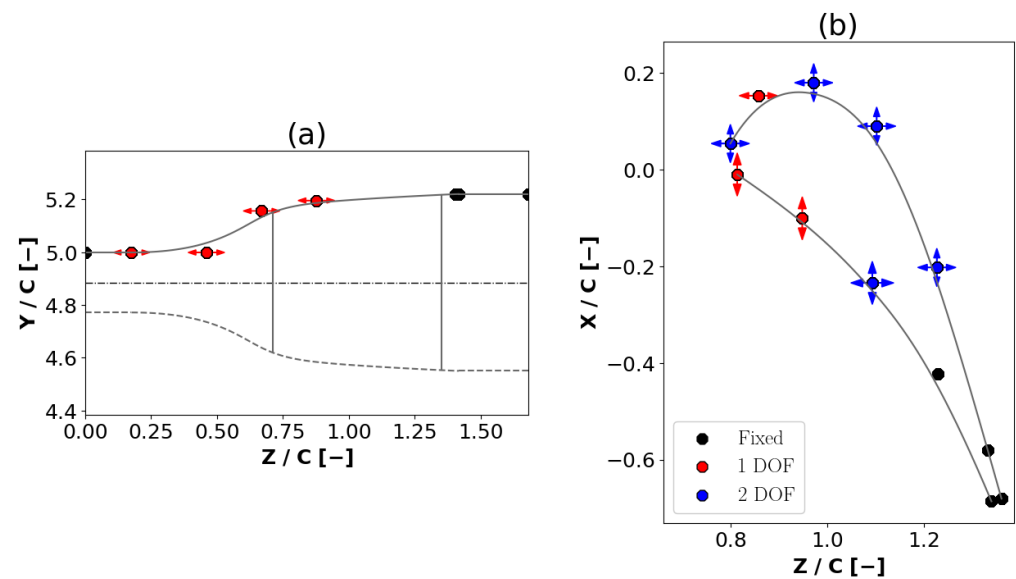 (a)
5.2
5.0
4.8
4.6
4.4
Y / C [−]
0.00 0.25 0.50 0.75 1.00 1.25 1.50
Z / C [−]
(b)
0.2
0.0
−0.2
−0.4
−0.6
X / C [−]
Fixed
1 DOF
2 DOF
0.8 1.0 1.2
Z / C [−]